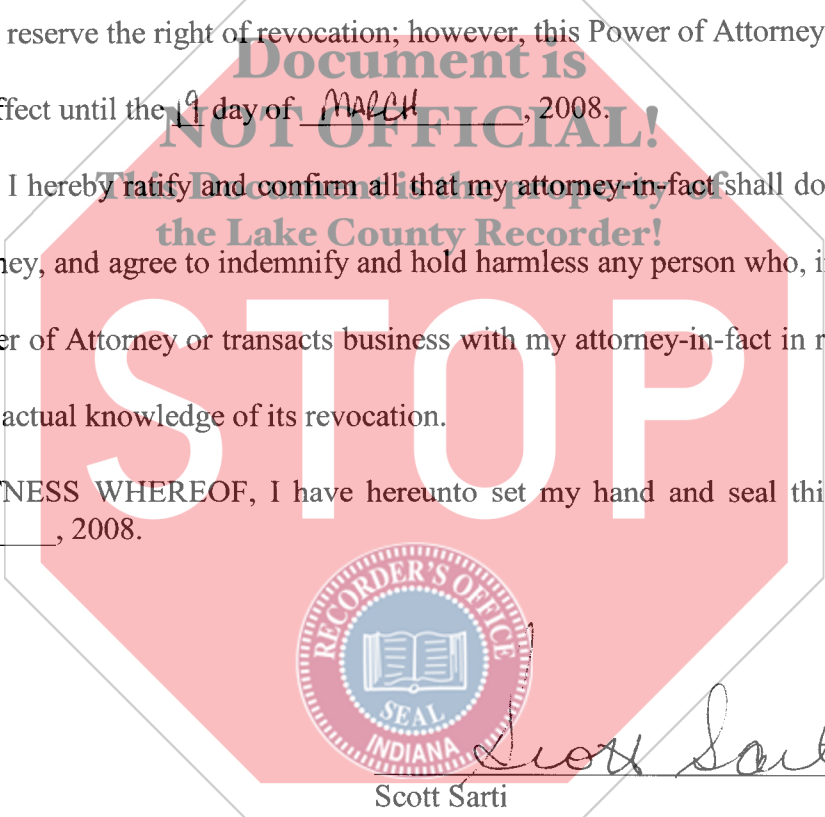 reserve the right of revocation; however, this Power of Attorney
Document is
ffect until the 19 day of MARCH, 2008.
NOT OFFICIAL!
I hereby ratify and confirm all that my attorney-in-fact shall do
This Document is the property of
the Lake County Recorder!
ney, and agree to indemnify and hold harmless any person who, i
er of Attorney or transacts business with my attorney-in-fact in r
STOP
actual knowledge of its revocation.
NESS WHEREOF, I have hereunto set my hand and seal thi
, 2008.
RECORDER'S OFFICE
SEAL
INDIANA
Scott Sarti
Scott Sarti